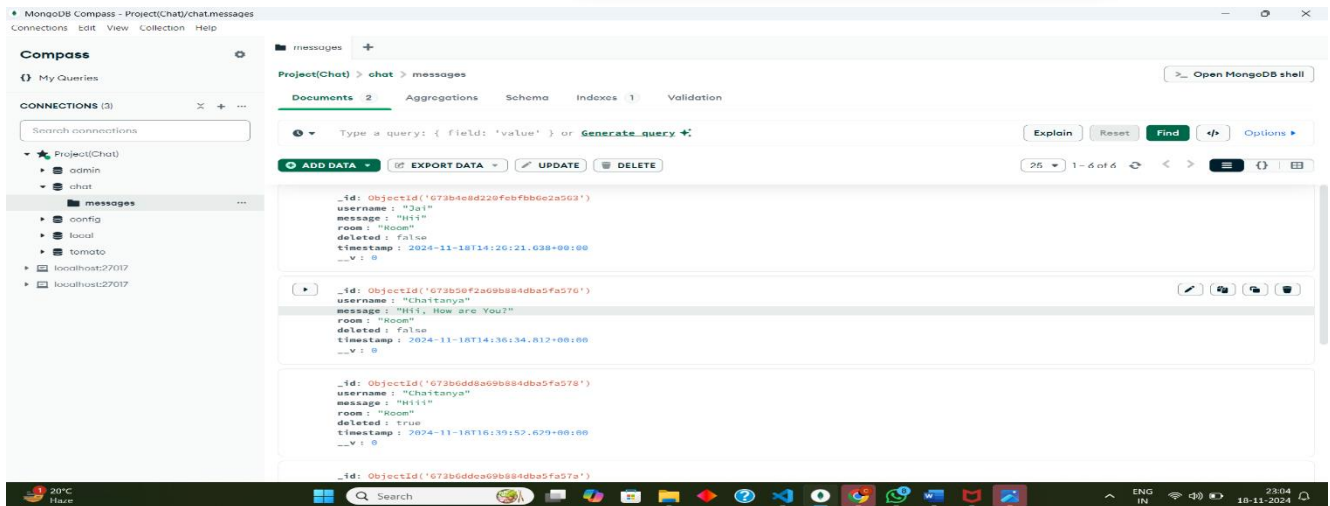 MongoDB Compass - Project(Chat)/chat.messages
Connections Edit View Collection Help
Compass
{} My Queries
CONNECTIONS (3)
Search connections
Project(Chat)
admin
chat
messages
config
local
tomato
localhost:27017
localhost:27017
messages
Project(Chat) > chat > messages
>_ Open MongoDB shell
Documents 2 Aggregations Schema Indexes 1 Validation
Type a query: { field: 'value' } or Generate query
Explain Reset Find </> Options
ADD DATA EXPORT DATA UPDATE DELETE
25 1 – 6 of 6
username : "Jai"
message : "Hii"
room : "Room"
deleted : false
timestamp : 2024-11-18T14:26:21.638+00:00
__v : 0
_id: ObjectId('673b50f2a69b884dba5fa576')
username : "Chaitanya"
message : "Hii, How are You?"
room : "Room"
deleted : false
timestamp : 2024-11-18T14:36:34.812+00:00
__v : 0
_id: ObjectId('673b6dd8a69b884dba5fa578')
username : "Chaitanya"
message : "Hiii"
room : "Room"
deleted : true
timestamp : 2024-11-18T16:39:52.629+00:00
__v : 0
_id: ObjectId('673b6ddea69b884dba5fa57a')
1
20°C
Haze
Search
ENG
IN
23:04
18-11-2024